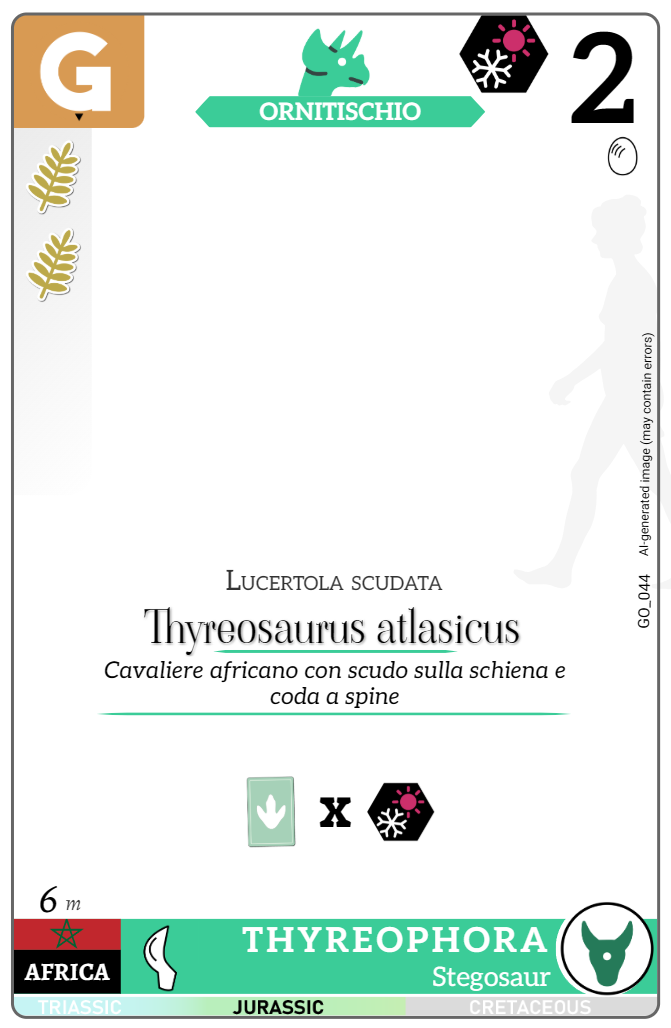 G
ORNITISCHIO
2
AI-generated image (may contain errors)
GO_044
Lucertola scudata
Thyreosaurus atlasicus
Cavaliere africano con scudo sulla schiena e
coda a spine
x
6 m
THYREOPHORA
AFRICA
Stegosaur
TRIASSIC
JURASSIC
CRETACEOUS